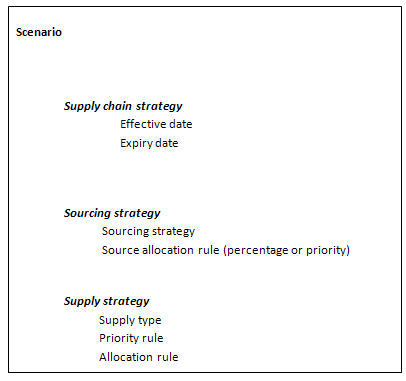 Scenario
Supply chain strategy
Effective date
Expiry date
Sourcing strategy
Sourcing strategy
Source allocation rule (percentage or priority)
Supply strategy
Supply type
Priority rule
Allocation rule